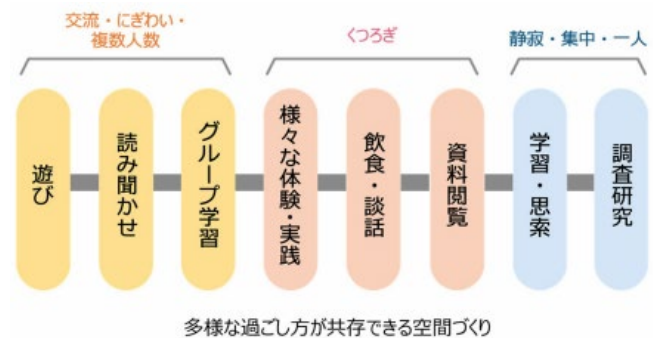 交流・にぎわい・
複数人数
くつろぎ
静寂・集中・一人
遊び
読み聞かせ
グループ学習
様々な体験・実践
飲食・談話
資料閲覧
学習・思索
調査研究
多様な過ごし方が共存できる空間づくり